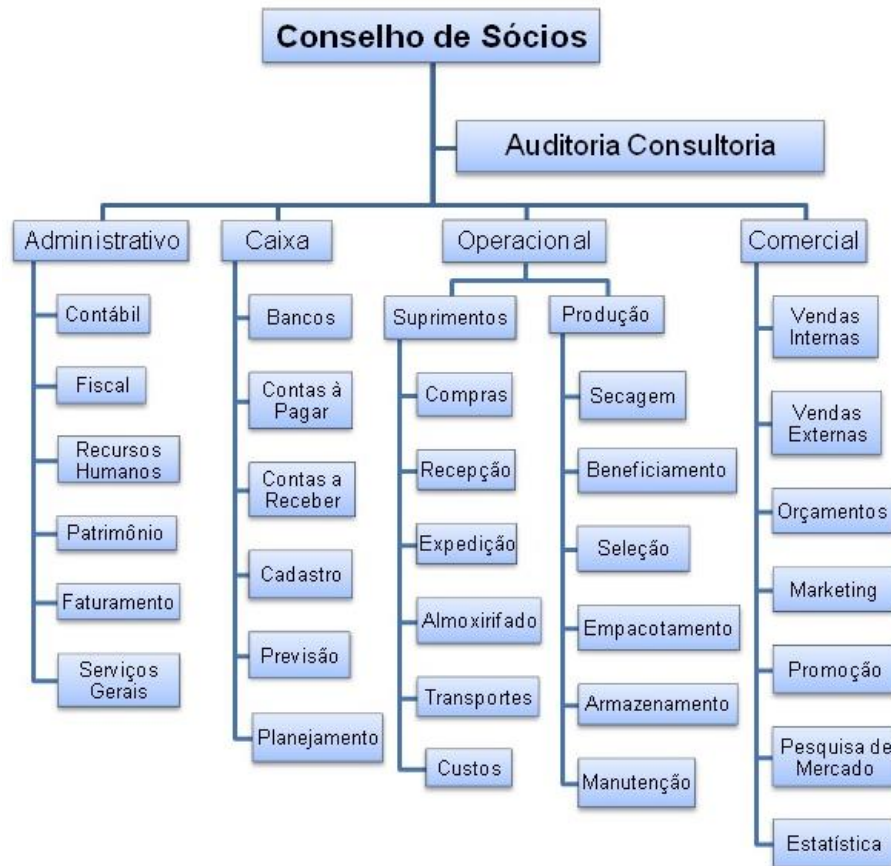 Conselho de Sócios
Auditoria Consultoria
Administrativo
Contábil
Fiscal
Recursos
Humanos
Patrimônio
Faturamento
Serviços
Gerais
Caixa
Bancos
Contas à
Pagar
Contas a
Receber
Cadastro
Previsão
Planejamento
Operacional
Suprimentos
Compras
Recepção
Expedição
Almoxirifado
Transportes
Custos
Produção
Secagem
Beneficiamento
Seleção
Empacotamento
Armazenamento
Manutenção
Comercial
Vendas
Internas
Vendas
Externas
Orçamentos
Marketing
Promoção
Pesquisa de
Mercado
Estatística